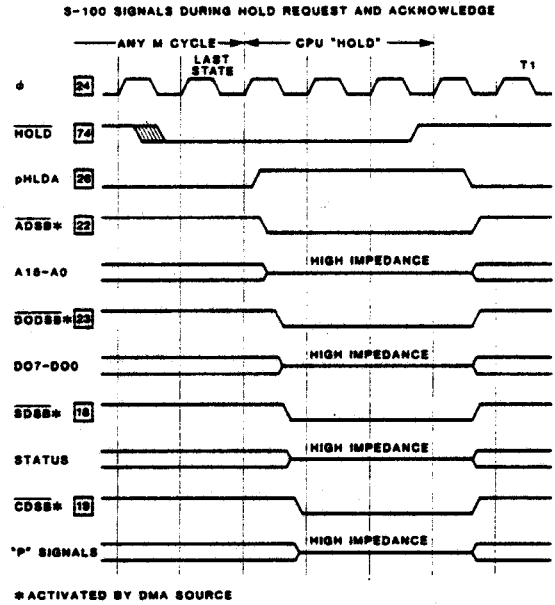 S-100 SIGNALS DURING HOLD REQUEST AND ACKNOWLEDGE
ANY M CYCLE
CPU "HOLD"
LAST
STATE
T1
ϕ 24
HOLD 74
pHLDA 26
ADSB* 22
A15-A0 HIGH IMPEDANCE
DODSB* 23
DO7-DO0 HIGH IMPEDANCE
SDSB* 18
STATUS HIGH IMPEDANCE
CDSB* 19
"P" SIGNALS HIGH IMPEDANCE
*ACTIVATED BY DMA SOURCE